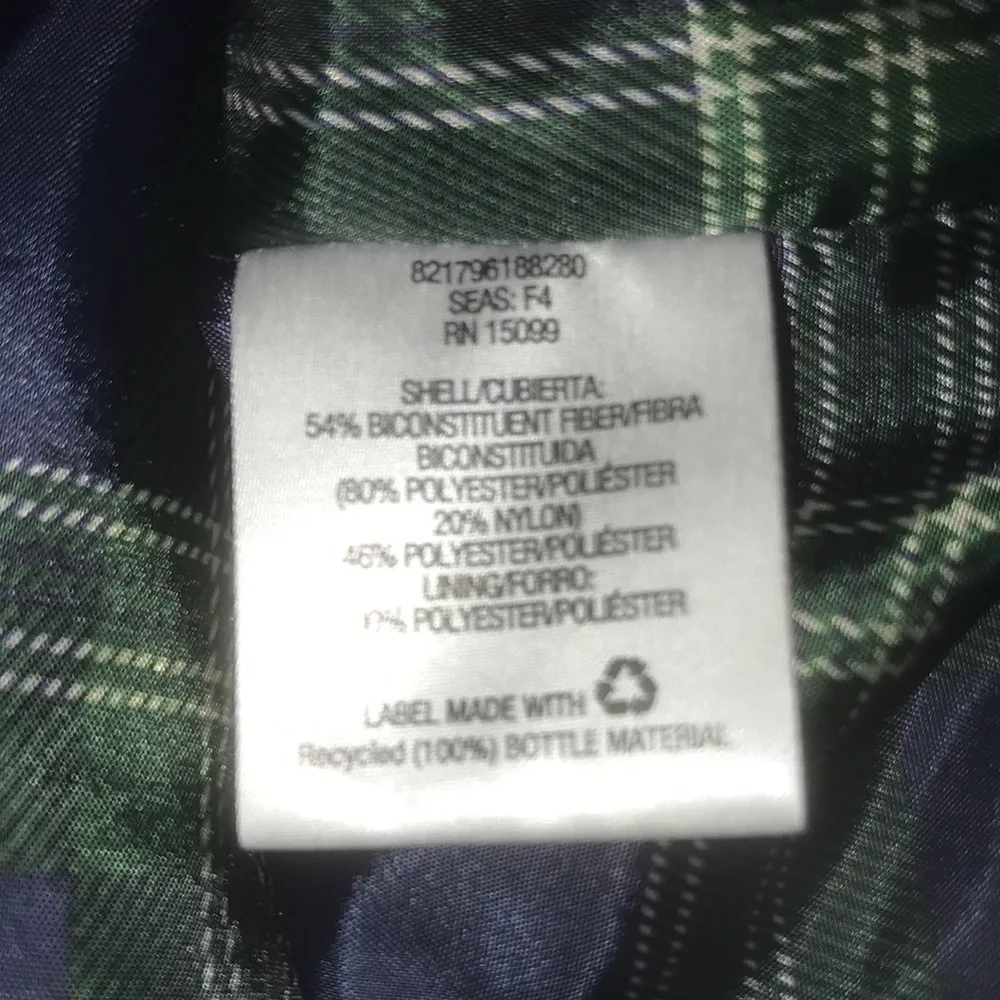 821796188280
SEAS: F4
RN 15099
SHELL/CUBIERTA:
54% BICONSTITUENT FIBER/FIBRA
BICONSTITUIDA
(80% POLYESTER/POLIÉSTER
20% NYLON)
46% POLYESTER/POLIÉSTER
LINING/FORRO:
POLYESTER/POLIÉSTER
LABEL MADE WITH
Recycled (100%) BOTTLE MATERIAL